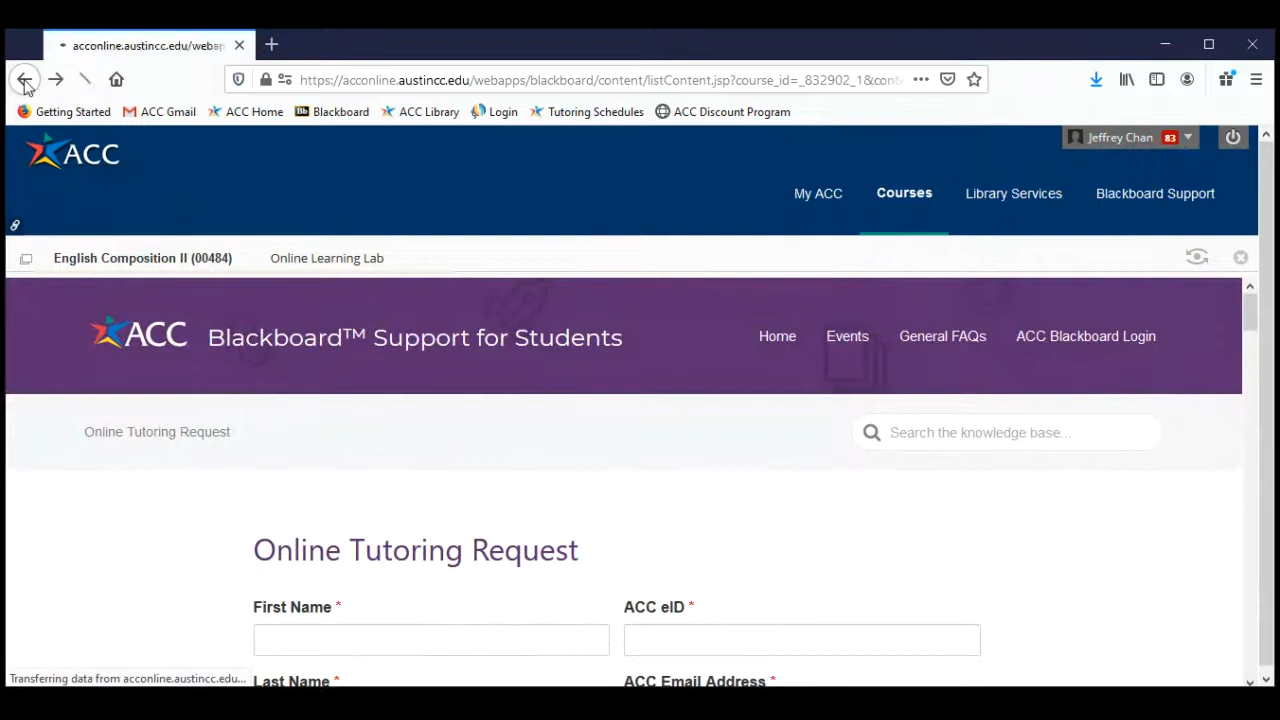 acconline.austincc.edu/webap
https://acconline.austincc.edu/webapps/blackboard/content/listContent.jsp?course_id=_832902_1&conte
Getting Started ACC Gmail ACC Home Bb Blackboard ACC Library Login Tutoring Schedules ACC Discount Program
ACC
Jeffrey Chan 83
My ACC Courses Library Services Blackboard Support
English Composition II (00484) Online Learning Lab
ACC Blackboard™ Support for Students Home Events General FAQs ACC Blackboard Login
Online Tutoring Request Search the knowledge base...
Online Tutoring Request
First Name * ACC eID *
Last Name * ACC Email Address *
Transferring data from acconline.austincc.edu...